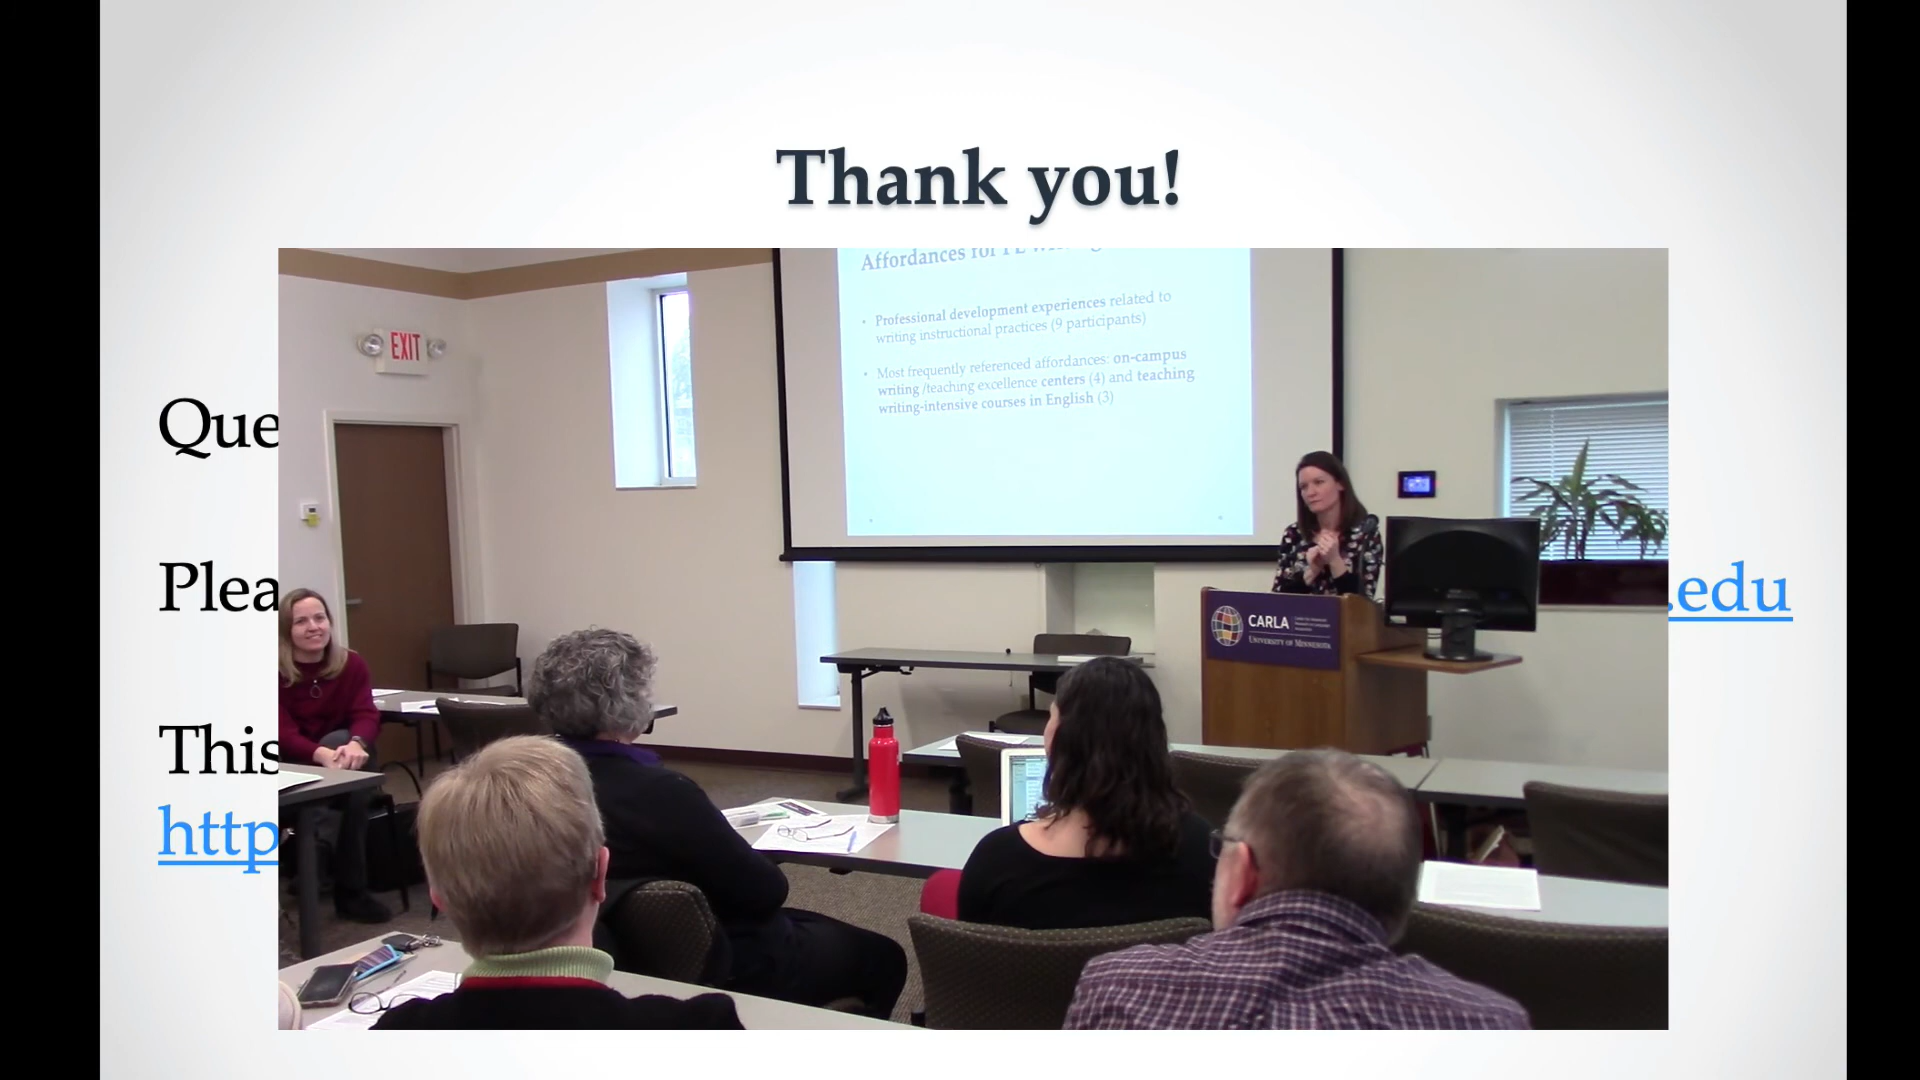 Thank you!
Affordances for
Professional development experiences related to
writing instructional practices (9 participants)
Most frequently referenced affordances: on-campus
writing /teaching excellence centers (4) and teaching
writing-intensive courses in English (3)
EXIT
Que
Plea
.edu
CARLA
UNIVERSITY OF MINNESOTA
This
http